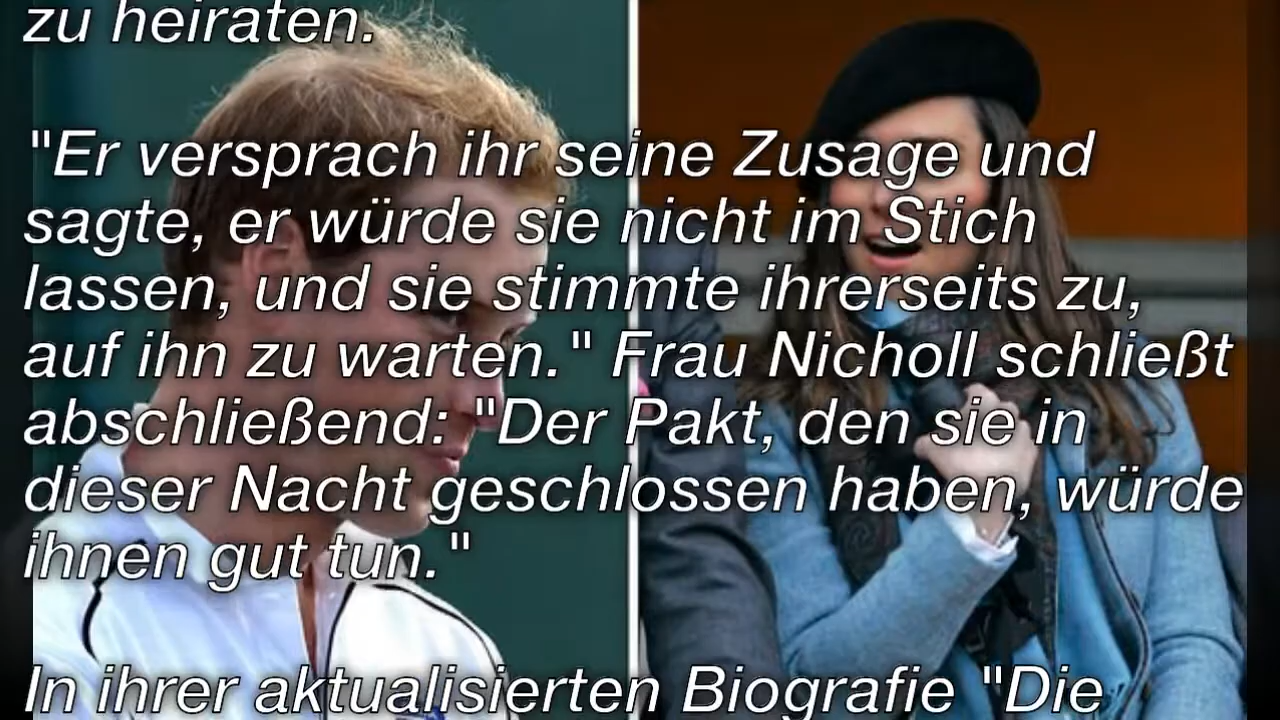 zu heiraten.
"Er versprach ihr seine Zusage und
sagte, er würde sie nicht im Stich
lassen, und sie stimmte ihrerseits zu,
auf ihn zu warten." Frau Nicholl schließt
abschließend: "Der Pakt, den sie in
dieser Nacht geschlossen haben, würde
ihnen gut tun."
In ihrer aktualisierten Biografie "Die